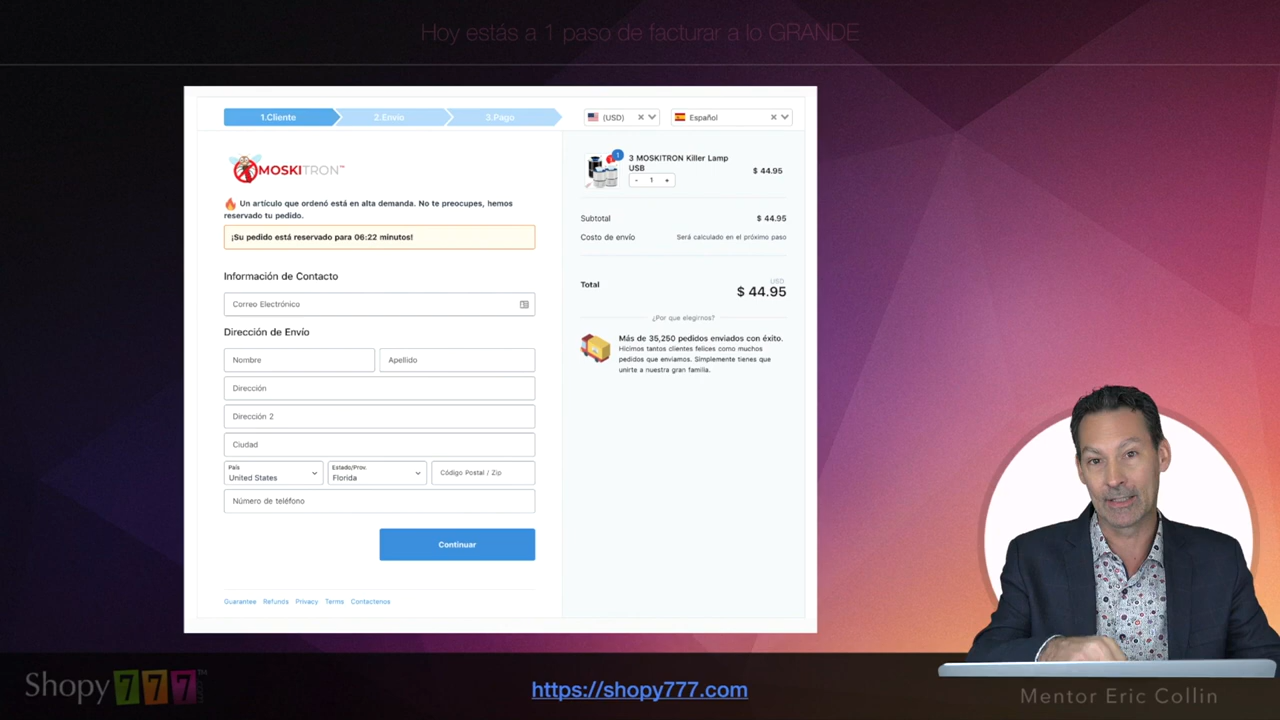 Hoy estás a 1 paso de facturar a lo GRANDE
1.Cliente
2.Envío
3.Pago
(USD)
Español
MOSKITRON™
🔥 Un artículo que ordenó está en alta demanda. No te preocupes, hemos
reservado tu pedido.
¡Su pedido está reservado para 06:22 minutos!
Información de Contacto
Correo Electrónico
Dirección de Envío
Nombre
Apellido
Dirección
Dirección 2
Ciudad
País
United States
Estado/Prov.
Florida
Código Postal / Zip
Número de teléfono
Continuar
Guarantee Refunds Privacy Terms Contactenos
1
3 MOSKITRON Killer Lamp
USB
- 1 +
$ 44.95
Subtotal $ 44.95
Costo de envío Será calculado en el próximo paso
USD
Total $ 44.95
¿Por que elegirnos?
Más de 35,250 pedidos enviados con éxito.
Hicimos tantos clientes felices como muchos
pedidos que enviamos. Simplemente tienes que
unirte a nuestra gran familia.
Shopy777.com™
https://shopy777.com
Mentor Eric Collin